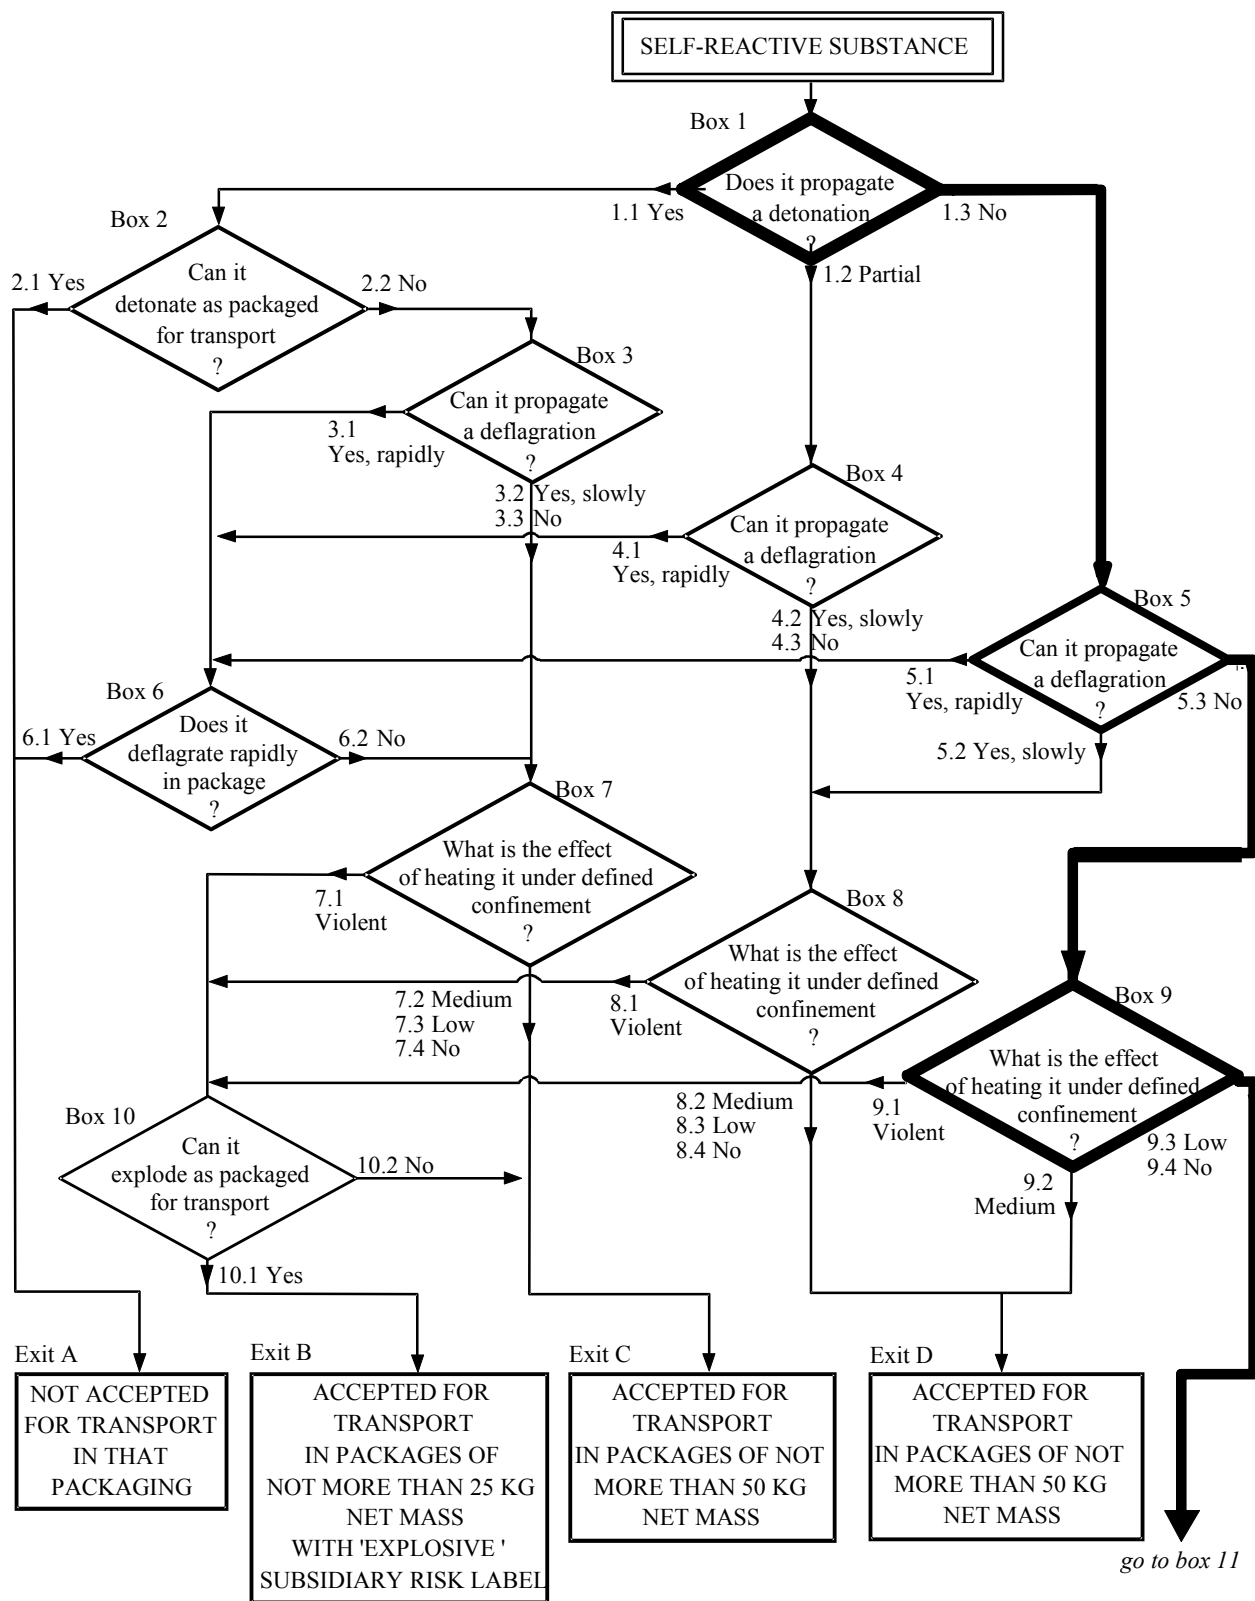 SELF-REACTIVE SUBSTANCE
Box 1
Does it propagate
a detonation
?
1.1 Yes
1.3 No
1.2 Partial
Box 2
Can it
detonate as packaged
for transport
?
2.1 Yes
2.2 No
Box 3
Can it propagate
a deflagration
?
3.1
Yes, rapidly
3.2 Yes, slowly
3.3 No
Box 4
Can it propagate
a deflagration
?
4.1
Yes, rapidly
4.2 Yes, slowly
4.3 No
Box 5
Can it propagate
a deflagration
?
5.1
Yes, rapidly
5.3 No
5.2 Yes, slowly
Box 6
Does it
deflagrate rapidly
in package
?
6.1 Yes
6.2 No
Box 7
What is the effect
of heating it under defined
confinement
?
7.1
Violent
7.2 Medium
7.3 Low
7.4 No
Box 8
What is the effect
of heating it under defined
confinement
?
8.1
Violent
8.2 Medium
8.3 Low
8.4 No
Box 9
What is the effect
of heating it under defined
confinement
?
9.1
Violent
9.3 Low
9.4 No
9.2
Medium
Box 10
Can it
explode as packaged
for transport
?
10.2 No
10.1 Yes
Exit A
NOT ACCEPTED
FOR TRANSPORT
IN THAT
PACKAGING
Exit B
ACCEPTED FOR
TRANSPORT
IN PACKAGES OF
NOT MORE THAN 25 KG
NET MASS
WITH 'EXPLOSIVE '
SUBSIDIARY RISK LABEL
Exit C
ACCEPTED FOR
TRANSPORT
IN PACKAGES OF NOT
MORE THAN 50 KG
NET MASS
Exit D
ACCEPTED FOR
TRANSPORT
IN PACKAGES OF NOT
MORE THAN 50 KG
NET MASS
go to box 11